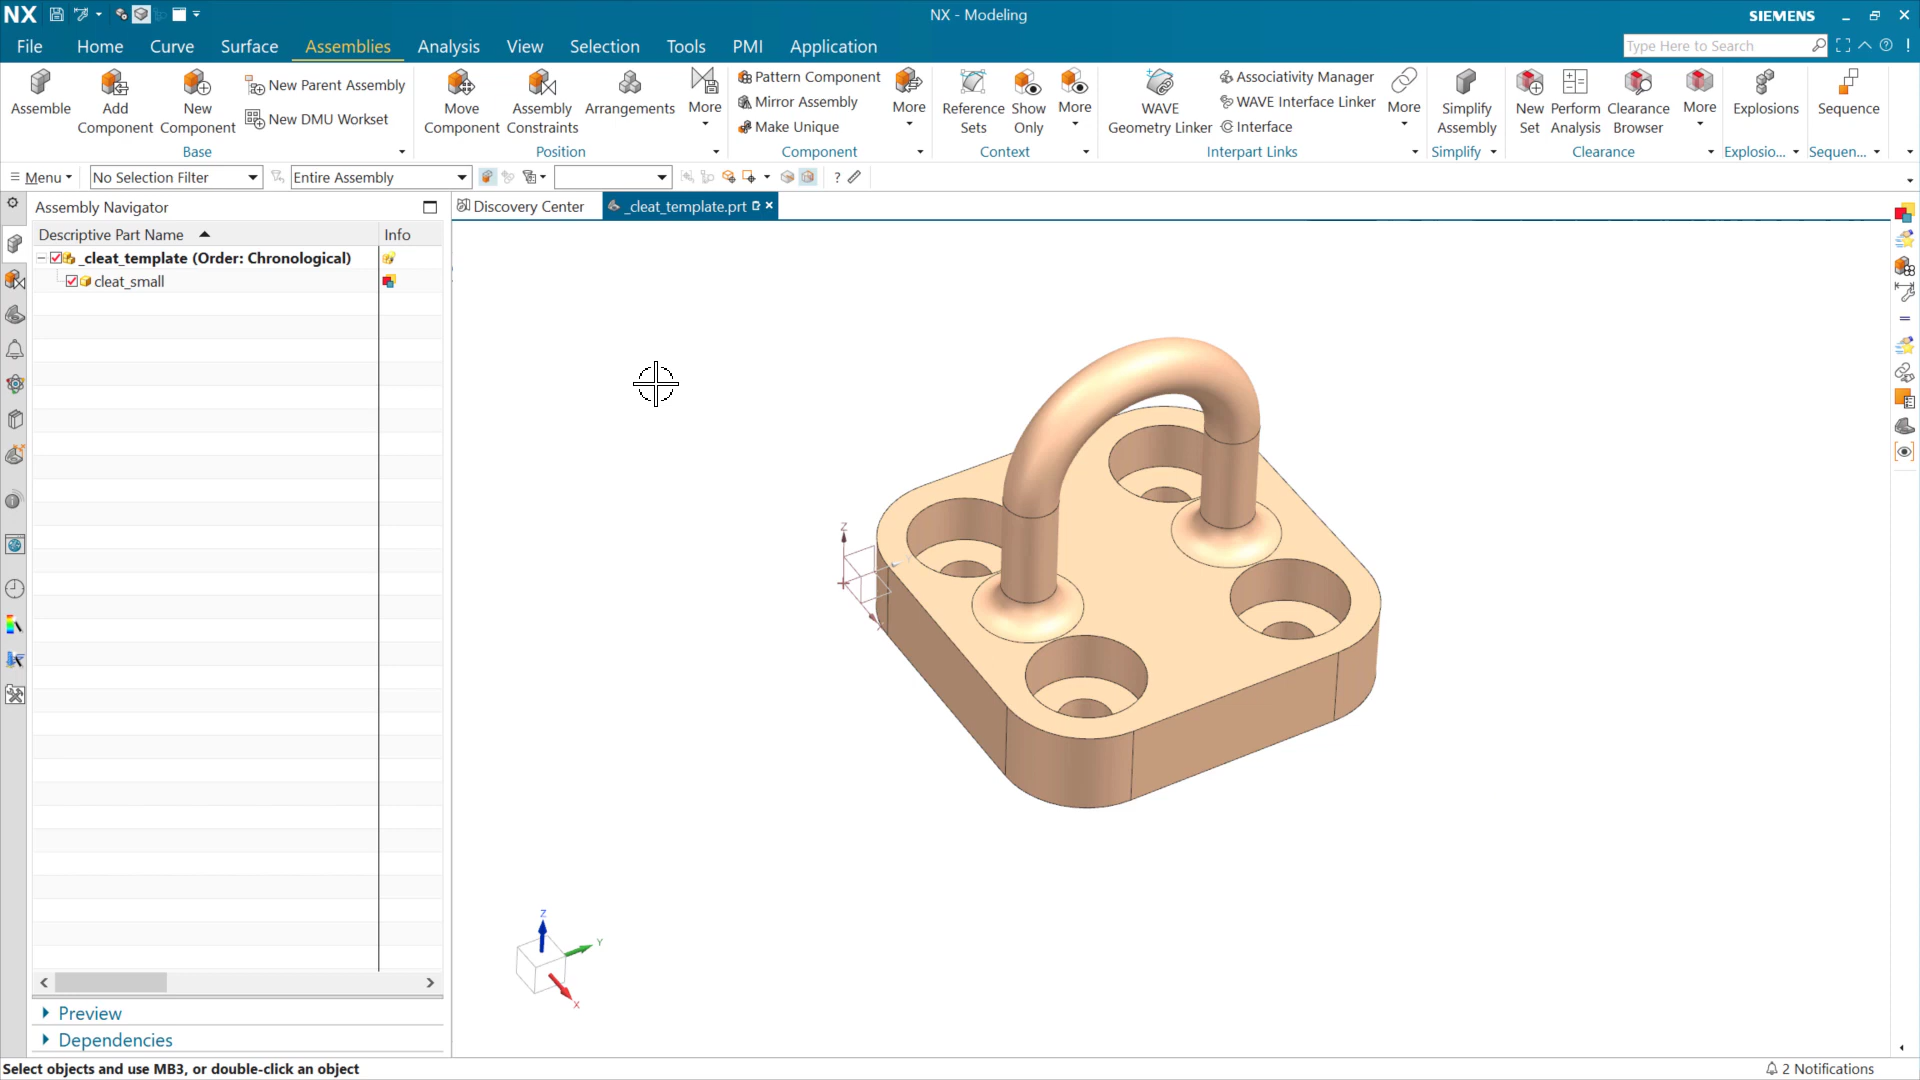 NX
NX - Modeling
SIEMENS
File Home Curve Surface Assemblies Analysis View Selection Tools PMI Application
Type Here to Search
Assemble
Add Component
New Component
New Parent Assembly
New DMU Workset
Base
Move Component
Assembly Constraints
Arrangements
More
Position
Pattern Component
Mirror Assembly
Make Unique
More
Component
Reference Sets
Show Only
More
Context
WAVE Geometry Linker
Associativity Manager
WAVE Interface Linker
Interface
More
Interpart Links
Simplify Assembly
Simplify
New Set
Perform Analysis
Clearance Browser
More
Clearance
Explosions
Explosio...
Sequence
Sequen...
Menu
No Selection Filter
Entire Assembly
Assembly Navigator
Discovery Center
_cleat_template.prt
Descriptive Part Name Info
_cleat_template (Order: Chronological)
cleat_small
Z
Z
Y
X
Preview
Dependencies
Select objects and use MB3, or double-click an object
2 Notifications